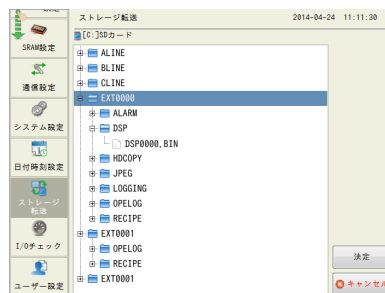 ストレージ転送 2014-04-24 11:11:30
[C:]SDカード
SRAM設定
通信設定
システム設定
日付時刻設定
ストレージ
転送
I/Oチェック
ユーザー設定
ALINE
BLINE
CLINE
EXT0000
ALARM
DSP
DSP0000.BIN
HDCOPY
JPEG
LOGGING
OPELOG
RECIPE
EXT0001
OPELOG
RECIPE
EXT0001
決定
キャンセル